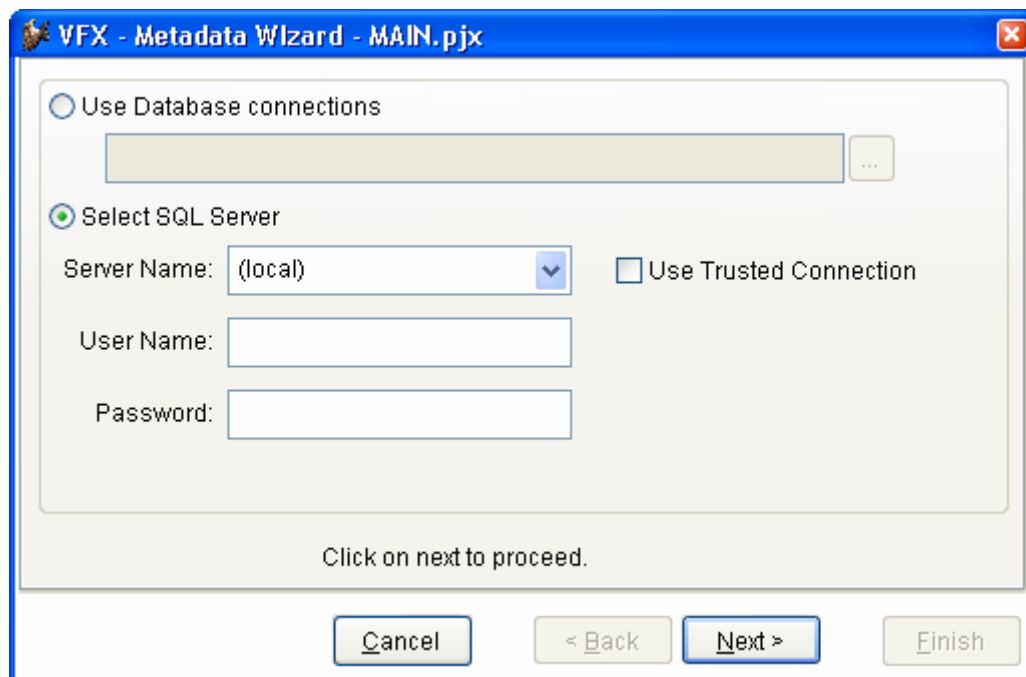 VFX - Metadata WIzard - MAIN.pjx
Use Database connections
...
Select SQL Server
Server Name: (local) Use Trusted Connection
User Name:
Password:
Click on next to proceed.
Cancel < Back Next > Finish